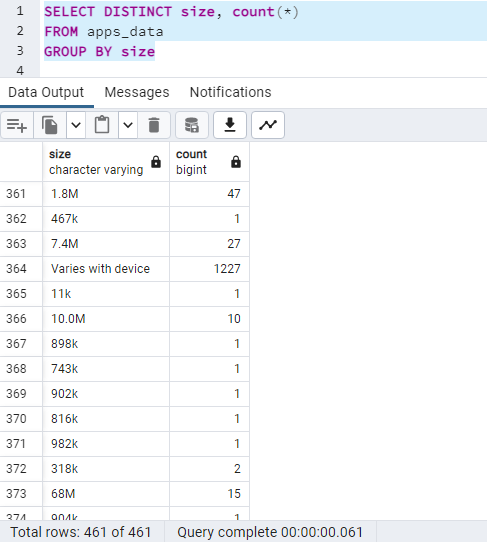 1 SELECT DISTINCT size, count(*)
2 FROM apps_data
3 GROUP BY size
4
Data Output Messages Notifications
size count
character varying bigint
361 1.8M 47
362 467k 1
363 7.4M 27
364 Varies with device 1227
365 11k 1
366 10.0M 10
367 898k 1
368 743k 1
369 902k 1
370 816k 1
371 982k 1
372 318k 2
373 68M 15
374 904k 1
Total rows: 461 of 461 Query complete 00:00:00.061